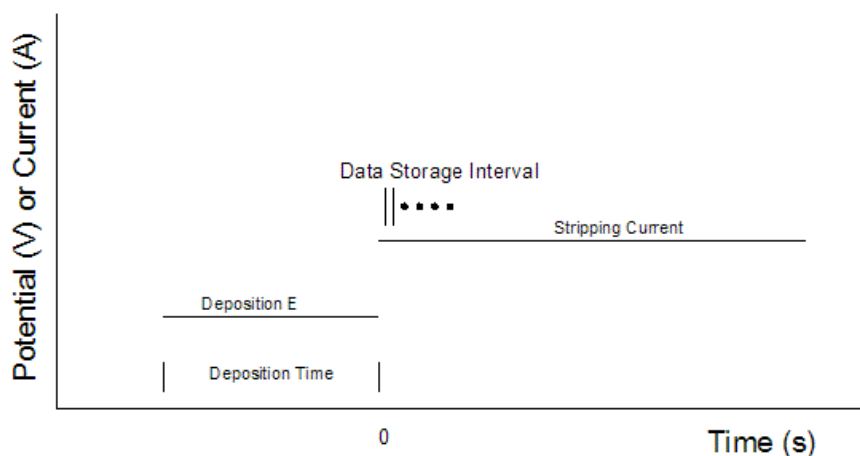 Potential (V) or Current (A)
Data Storage Interval
Stripping Current
Deposition E
Deposition Time
0
Time (s)